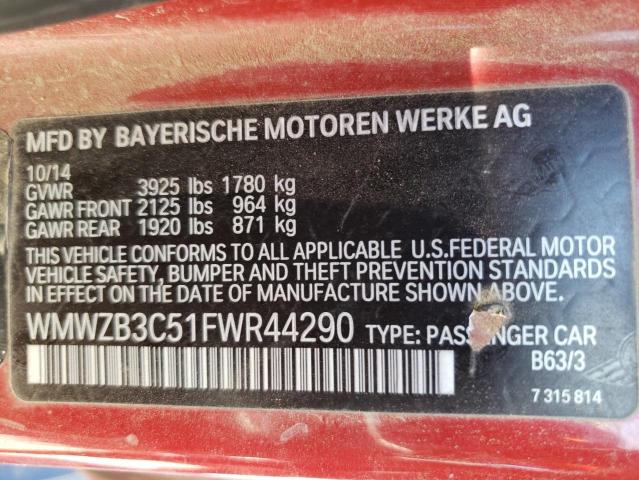 MFD BY BAYERISCHE MOTOREN WERKE AG
10/14
GVWR 3925 lbs 1780 kg
GAWR FRONT 2125 lbs 964 kg
GAWR REAR 1920 lbs 871 kg
THIS VEHICLE CONFORMS TO ALL APPLICABLE U.S.FEDERAL MOTOR
VEHICLE SAFETY, BUMPER AND THEFT PREVENTION STANDARDS
IN EFFECT ON THE DATE OF MANUFACTURE SHOWN ABOVE.
WMWZB3C51FWR44290 TYPE: PASSENGER CAR
B63/3
7 315 814